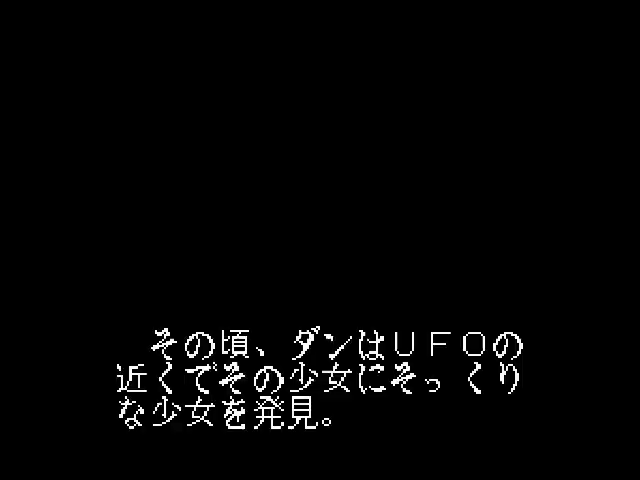 その頃、ダンはＵＦＯの
近くでその少女にそっくり
な少女を発見。